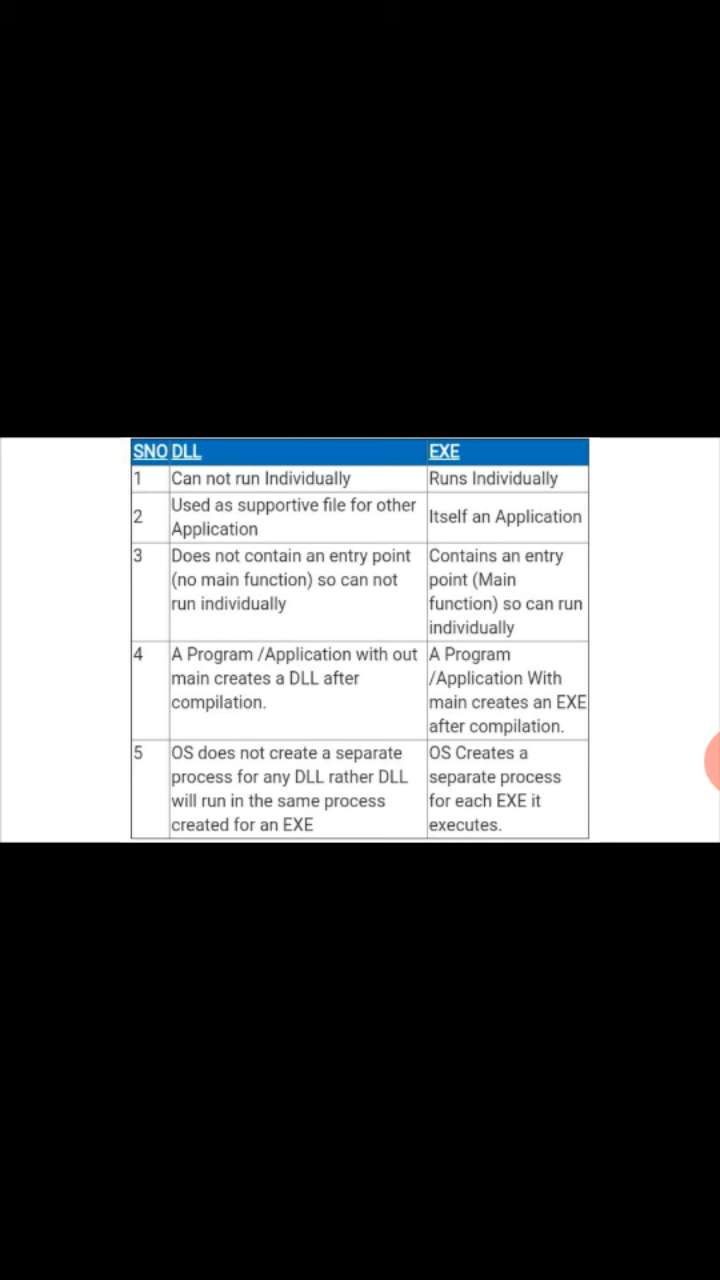 SNO DLL EXE
1 Can not run Individually Runs Individually
2 Used as supportive file for other Application Itself an Application
3 Does not contain an entry point (no main function) so can not run individually Contains an entry point (Main function) so can run individually
4 A Program /Application with out main creates a DLL after compilation. A Program /Application With main creates an EXE after compilation.
5 OS does not create a separate process for any DLL rather DLL will run in the same process created for an EXE OS Creates a separate process for each EXE it executes.